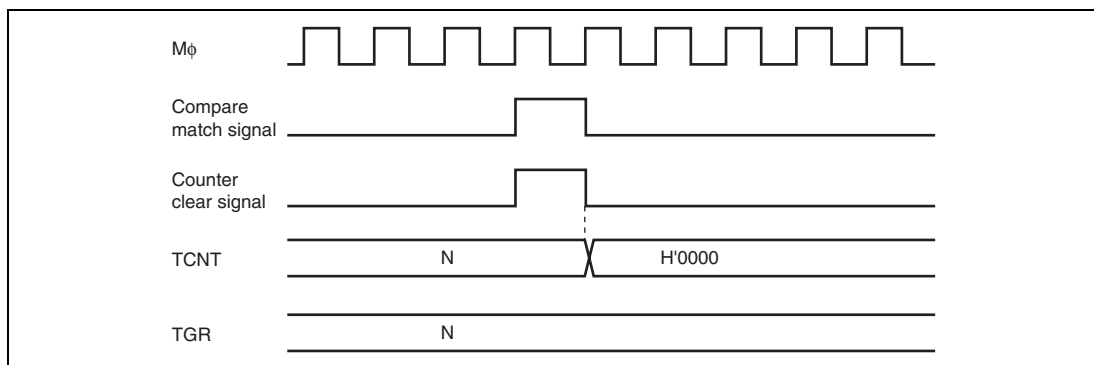 Mϕ
Compare
match signal
Counter
clear signal
TCNT N H'0000
TGR N